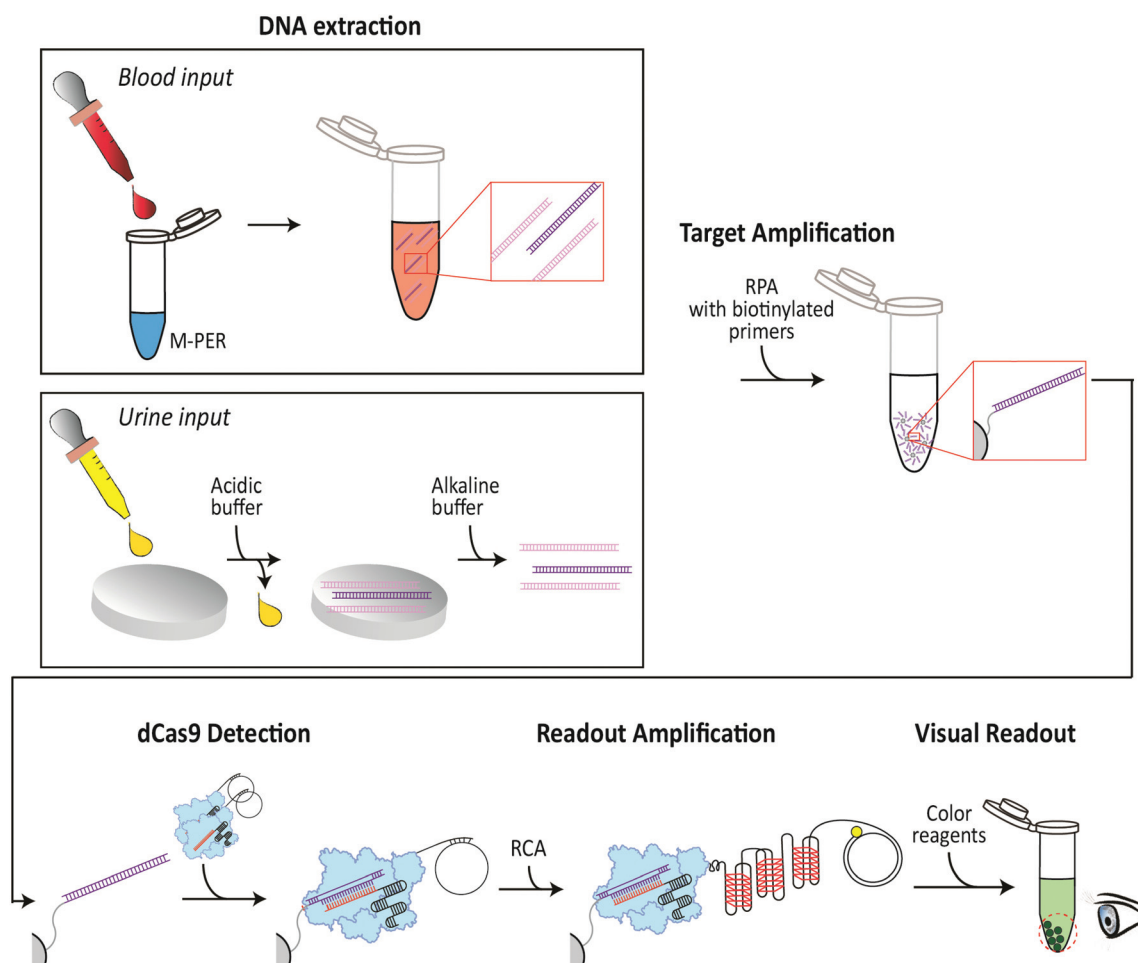 DNA extraction
Blood input
M-PER
Urine input
Acidic
buffer
Alkaline
buffer
Target Amplification
RPA
with biotinylated
primers
dCas9 Detection
Readout Amplification
RCA
Visual Readout
Color
reagents